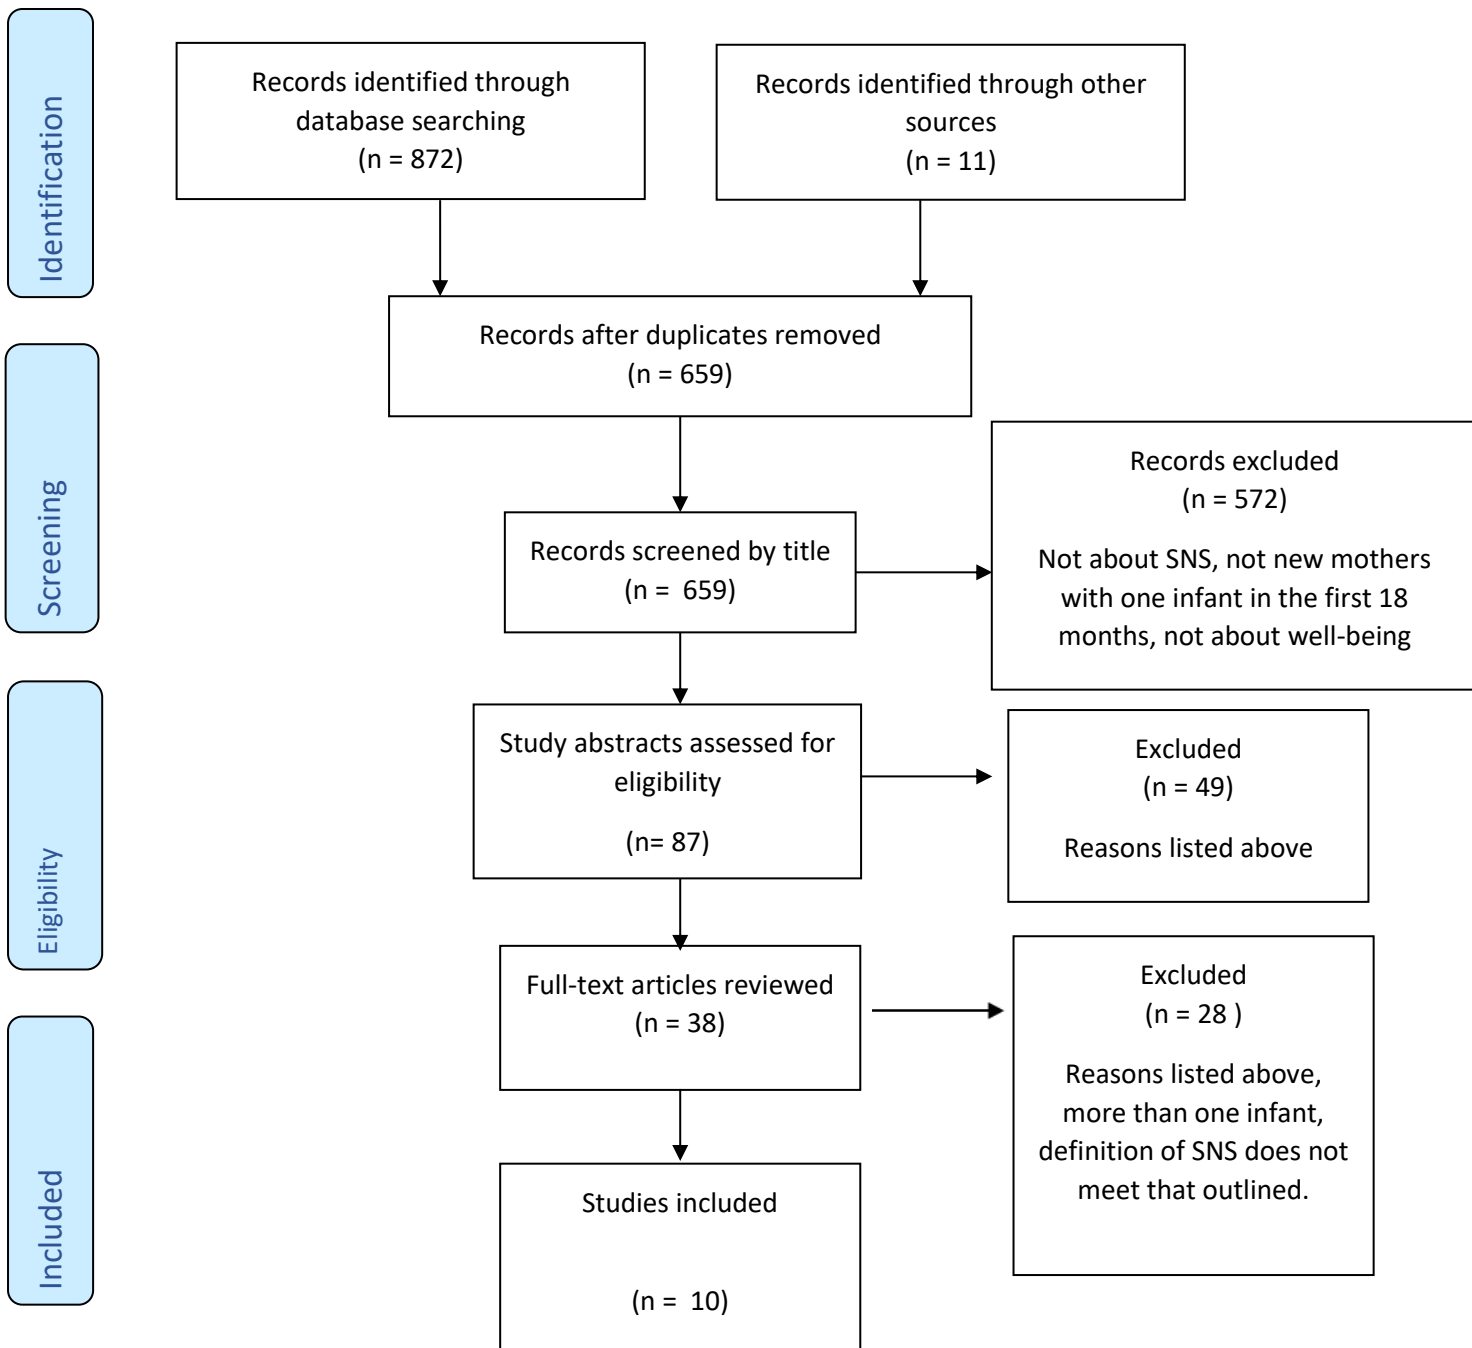 Identification
Records identified through
database searching
(n = 872)
Records identified through other
sources
(n = 11)
Records after duplicates removed
(n = 659)
Screening
Records screened by title
(n =  659)
Records excluded
(n = 572)
Not about SNS, not new mothers
with one infant in the first 18
months, not about well-being
Eligibility
Study abstracts assessed for
eligibility
(n= 87)
Excluded
(n = 49)
Reasons listed above
Full-text articles reviewed
(n = 38)
Excluded
(n = 28 )
Reasons listed above,
more than one infant,
definition of SNS does not
meet that outlined.
Included
Studies included
(n =  10)